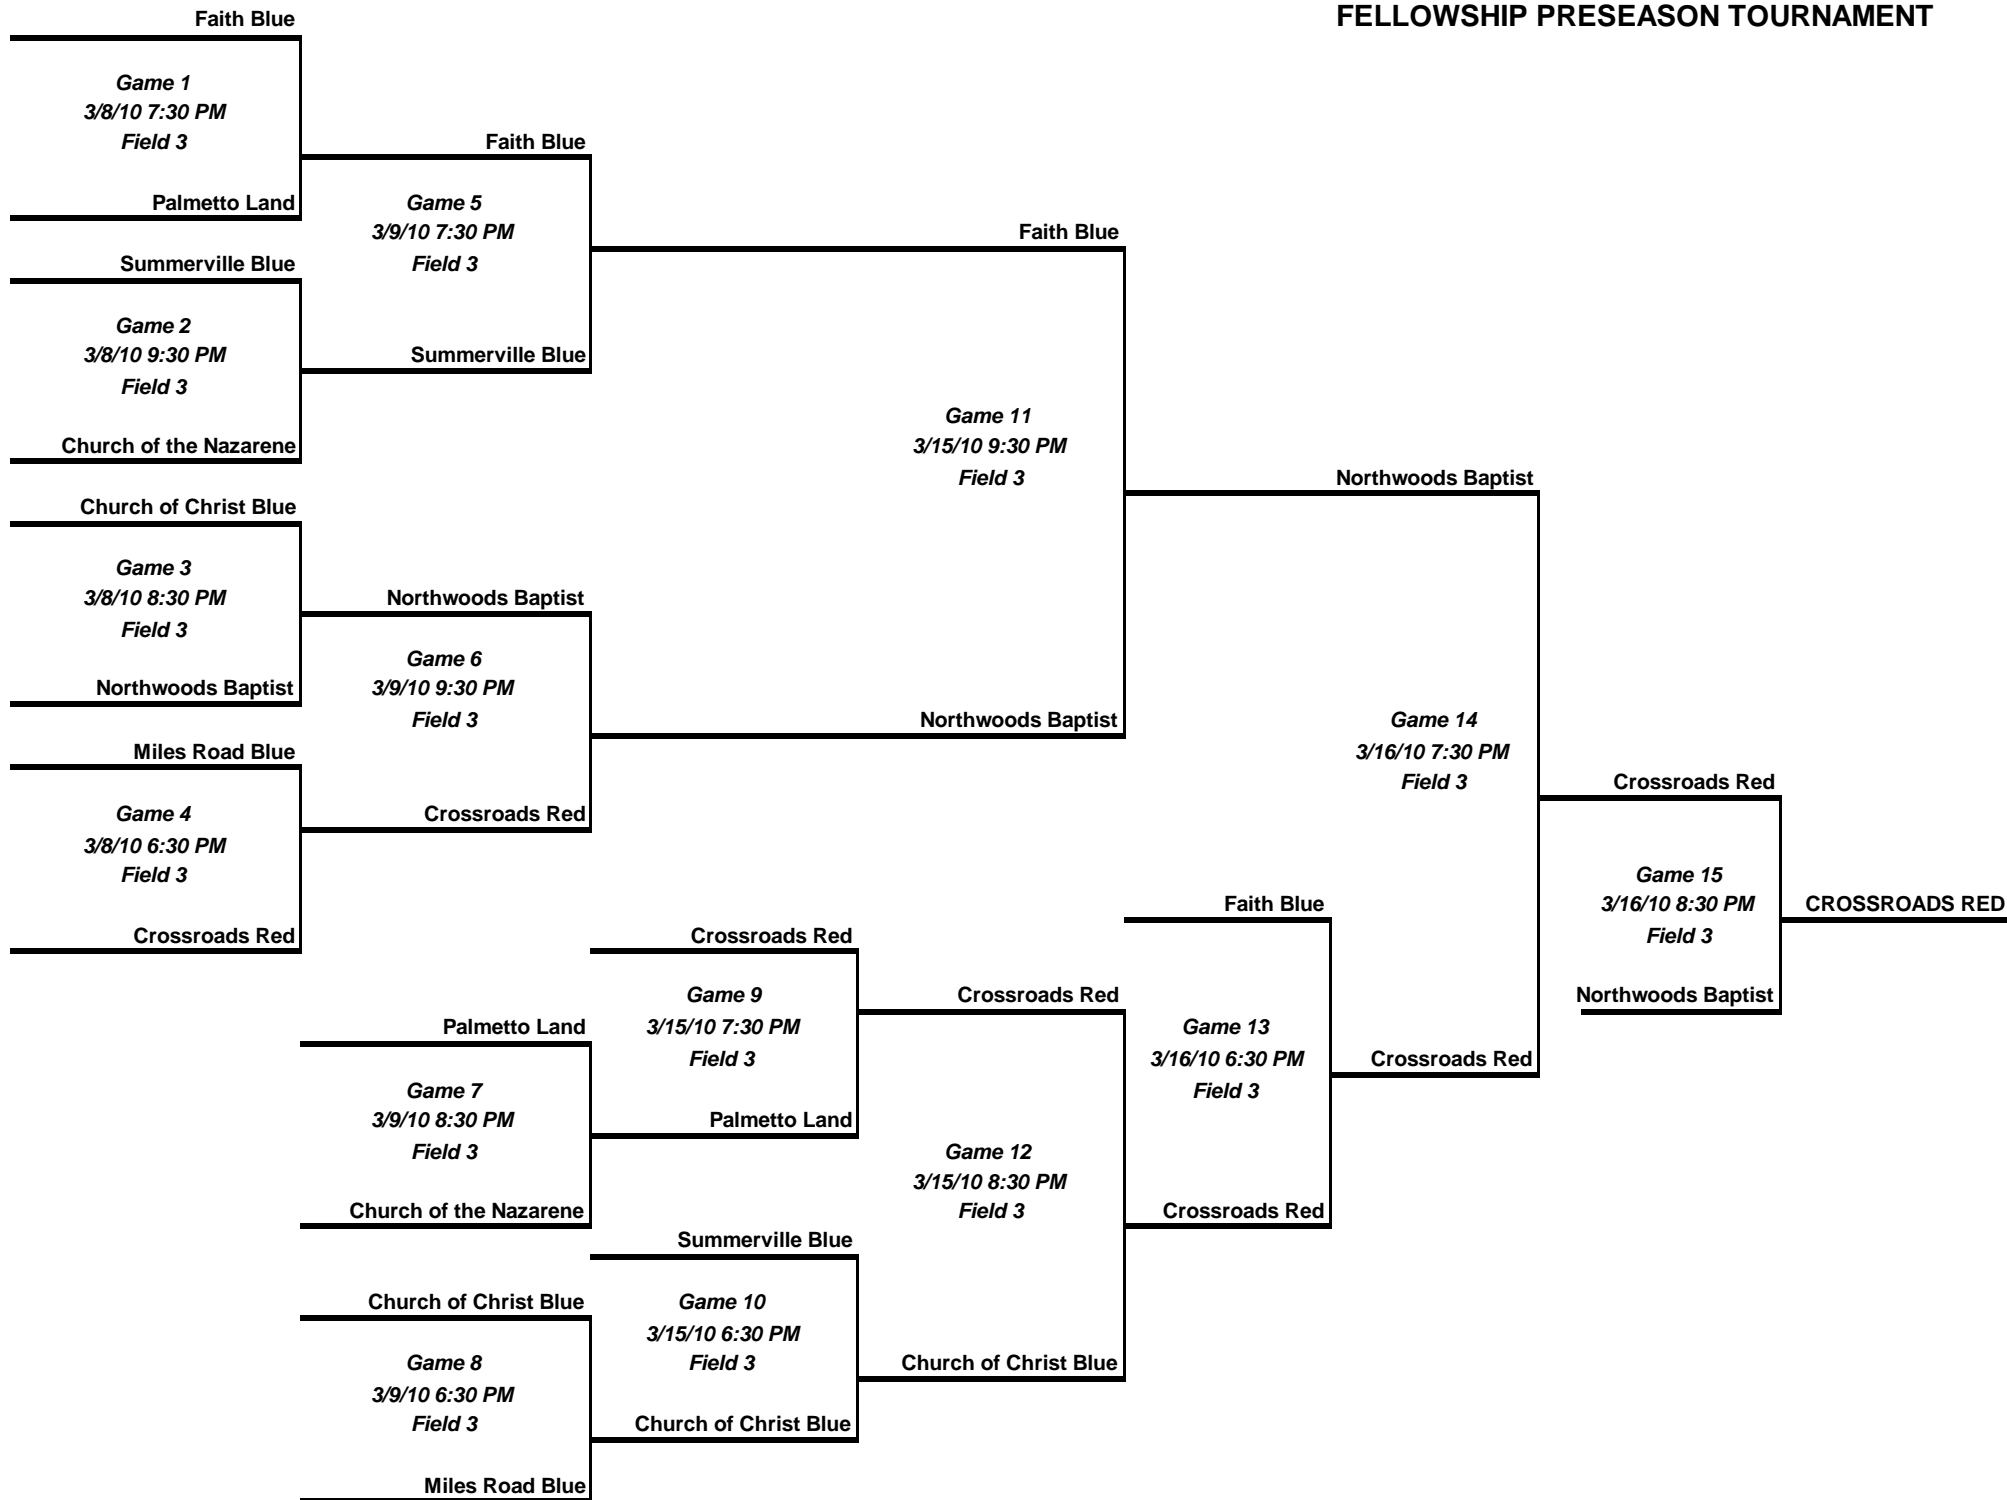 FELLOWSHIP PRESEASON TOURNAMENT
Faith Blue
Game 1
3/8/10 7:30 PM
Field 3
Palmetto Land
Summerville Blue
Game 2
3/8/10 9:30 PM
Field 3
Church of the Nazarene
Church of Christ Blue
Game 3
3/8/10 8:30 PM
Field 3
Northwoods Baptist
Miles Road Blue
Game 4
3/8/10 6:30 PM
Field 3
Crossroads Red
Faith Blue
Game 5
3/9/10 7:30 PM
Field 3
Summerville Blue
Northwoods Baptist
Game 6
3/9/10 9:30 PM
Field 3
Crossroads Red
Palmetto Land
Game 7
3/9/10 8:30 PM
Field 3
Church of the Nazarene
Church of Christ Blue
Game 8
3/9/10 6:30 PM
Field 3
Miles Road Blue
Crossroads Red
Game 9
3/15/10 7:30 PM
Field 3
Palmetto Land
Summerville Blue
Game 10
3/15/10 6:30 PM
Field 3
Church of Christ Blue
Faith Blue
Game 11
3/15/10 9:30 PM
Field 3
Northwoods Baptist
Crossroads Red
Game 12
3/15/10 8:30 PM
Field 3
Church of Christ Blue
Faith Blue
Game 13
3/16/10 6:30 PM
Field 3
Crossroads Red
Northwoods Baptist
Game 14
3/16/10 7:30 PM
Field 3
Crossroads Red
Crossroads Red
Game 15
3/16/10 8:30 PM
Field 3
Northwoods Baptist
CROSSROADS RED